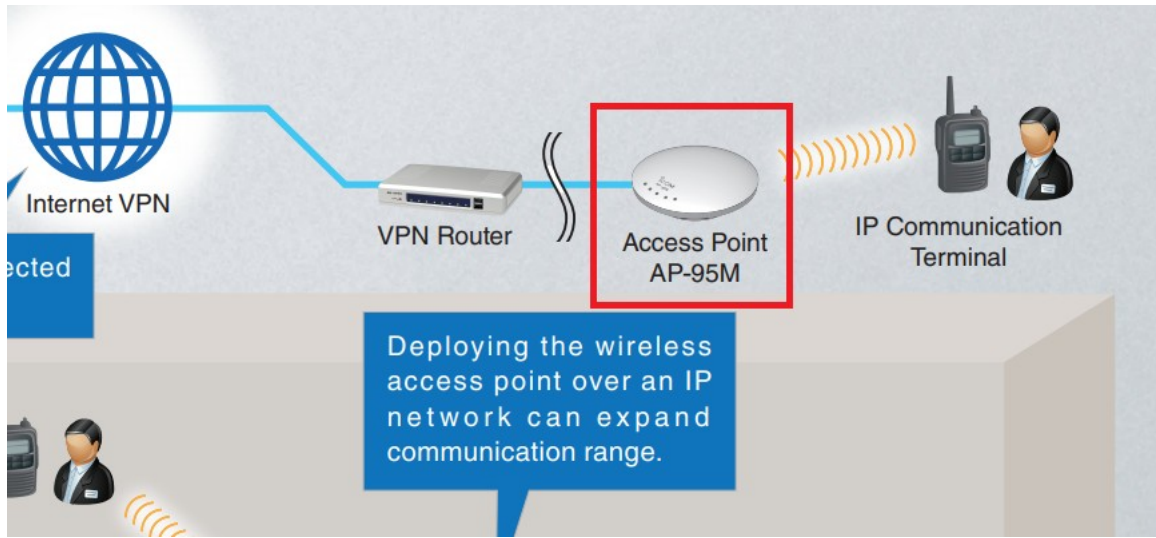 Internet VPN
VPN Router
Access Point
AP-95M
IP Communication
Terminal
ected
Deploying the wireless
access point over an IP
network can expand
communication range.